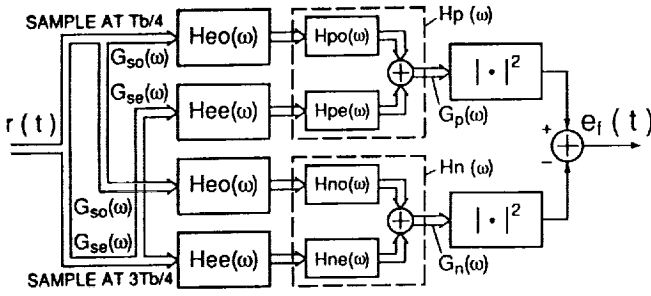 SAMPLE AT Tb/4
Heo(ω)
Hpo(ω)
Hp (ω)
Gso(ω)
Gse(ω)
Hee(ω)
Hpe(ω)
Gp(ω)
| • |²
r ( t )
+
−
ef ( t )
Heo(ω)
Hno(ω)
Hn (ω)
Gso(ω)
Gse(ω)
Hee(ω)
Hne(ω)
Gn(ω)
| • |²
SAMPLE AT 3Tb/4